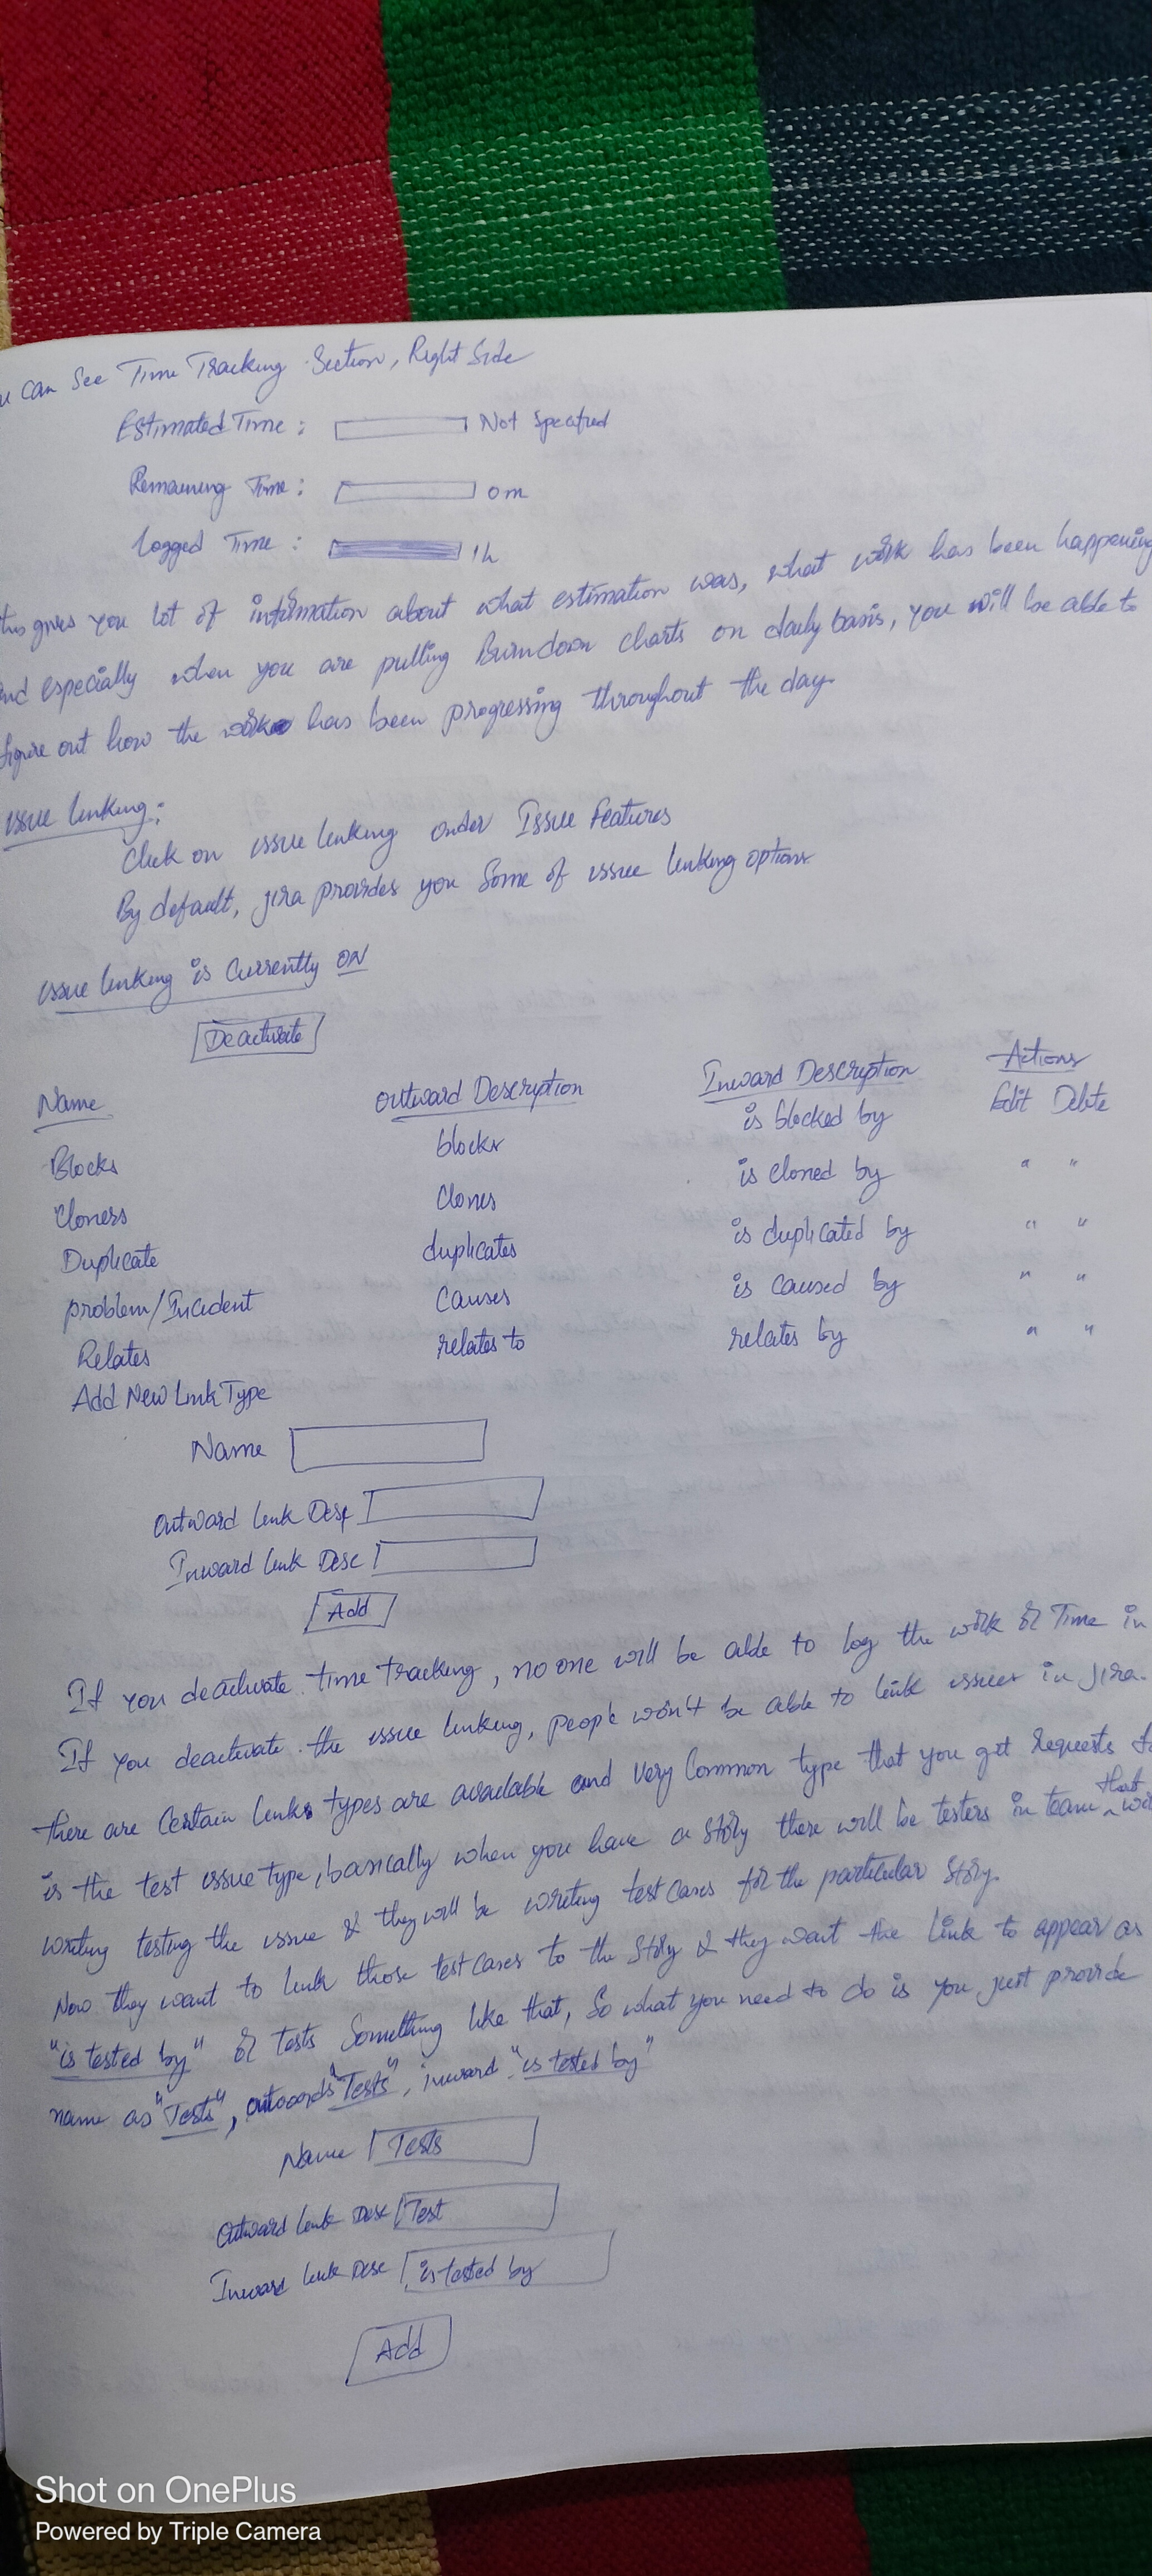 u can See Time Tracking Section, Right Side
Estimated Time : Not Specified
Remaining Time : 0m
Logged Time : 1h
this gives you lot of information about what estimation was, what work has been happening
and especially when you are pulling Burndown charts on daily basis, you will be able to
figure out how the work has been progressing throughout the day.
issue linking:
Click on issue linking under Issue Features
By default, jira provides you Some of issue linking options
issue linking is Currently ON
Deactivate
Name Outward Description Inward Description Actions
Blocks blocks is blocked by Edit Delete
Cloners Clones is cloned by " "
Duplicate duplicates is duplicated by " "
problem/Incident Causes is caused by " "
Relates relates to relates by " "
Add New Link Type
Name
Outward link Desc
Inward link Desc
Add
If you deactivate time tracking, no one will be able to log the work or Time in
If you deactivate the issue linking, people won't be able to link issues in jira.
there are Certain links types are available and very Common type that you get requests
is the test issue type, basically when you have a story there will be testers in team that
writing testing the issue & they will be writing test cases for the particular Story.
Now they want to link those test cases to the Story & they want the link to appear as
"is tested by" or tests Something like that, So what you need to do is you just provide
name as "Tests", outwards "Tests", inward "is tested by"
Name Tests
Outward link Desc Test
Inward link Desc is tested by
Add
Shot on OnePlus
Powered by Triple Camera